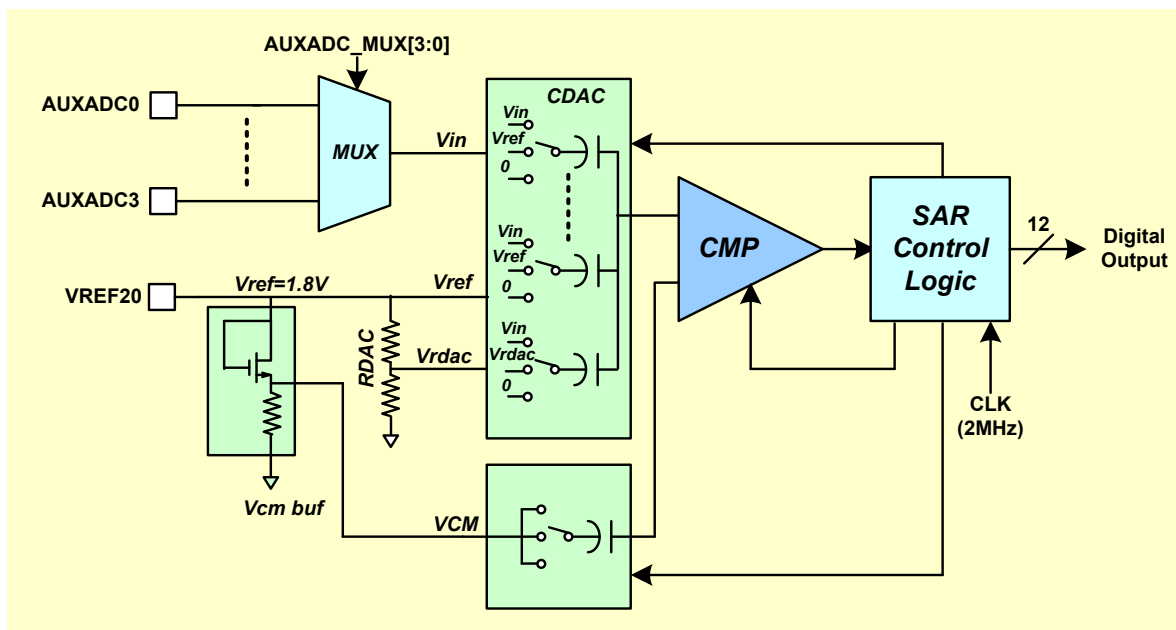 AUXADC_MUX[3:0]
AUXADC0
AUXADC3
MUX
Vin
CDAC
Vin
Vref
0
Vin
Vref
0
Vin
Vrdac
0
CMP
SAR
Control
Logic
12
Digital
Output
VREF20
Vref=1.8V
Vref
RDAC
Vrdac
CLK
(2MHz)
Vcm buf
VCM